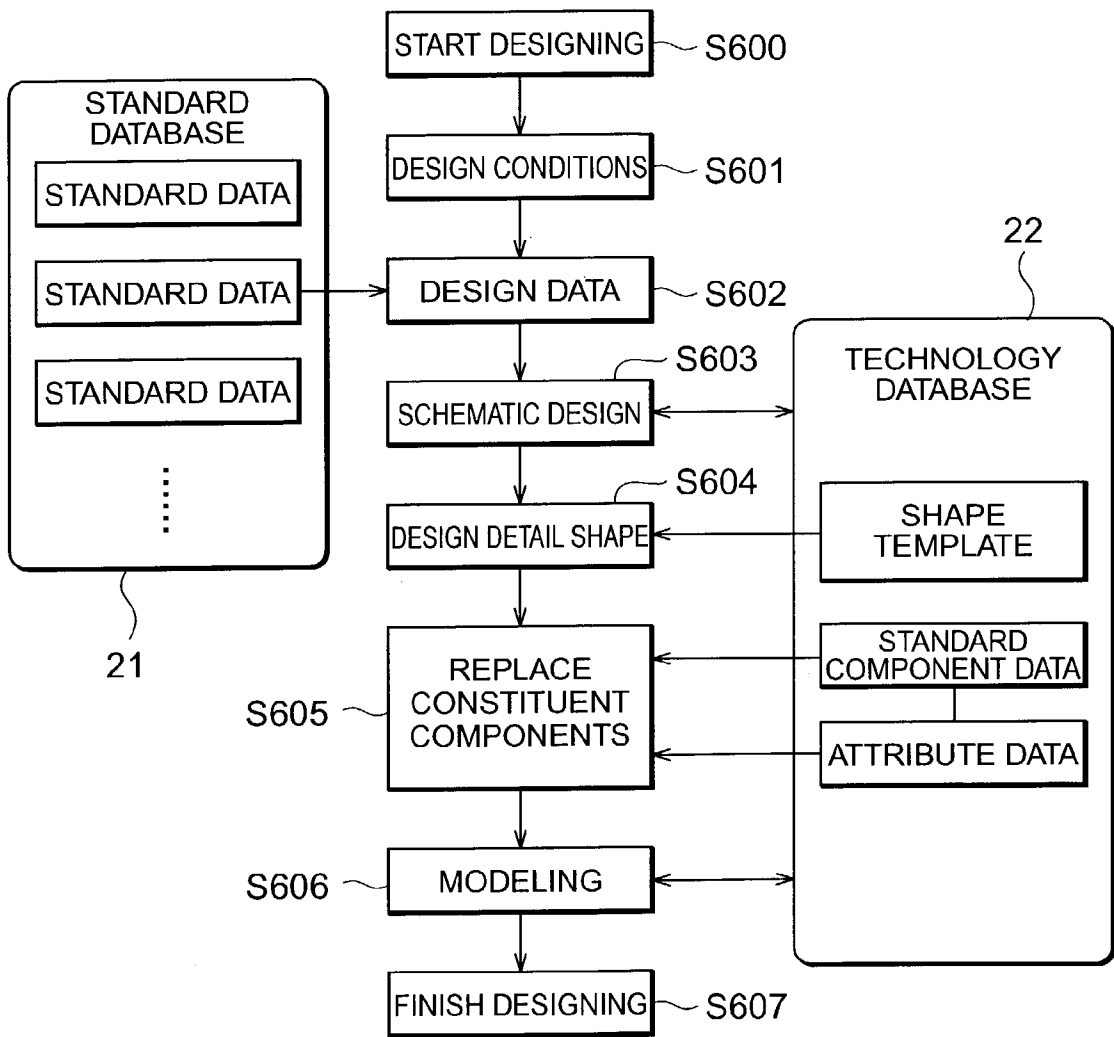 START DESIGNING
S600
STANDARD
DATABASE
STANDARD DATA
STANDARD DATA
STANDARD DATA
21
DESIGN CONDITIONS
S601
DESIGN DATA
S602
S603
SCHEMATIC DESIGN
S604
DESIGN DETAIL SHAPE
S605
REPLACE
CONSTITUENT
COMPONENTS
S606
MODELING
FINISH DESIGNING
S607
22
TECHNOLOGY
DATABASE
SHAPE
TEMPLATE
STANDARD
COMPONENT DATA
ATTRIBUTE DATA